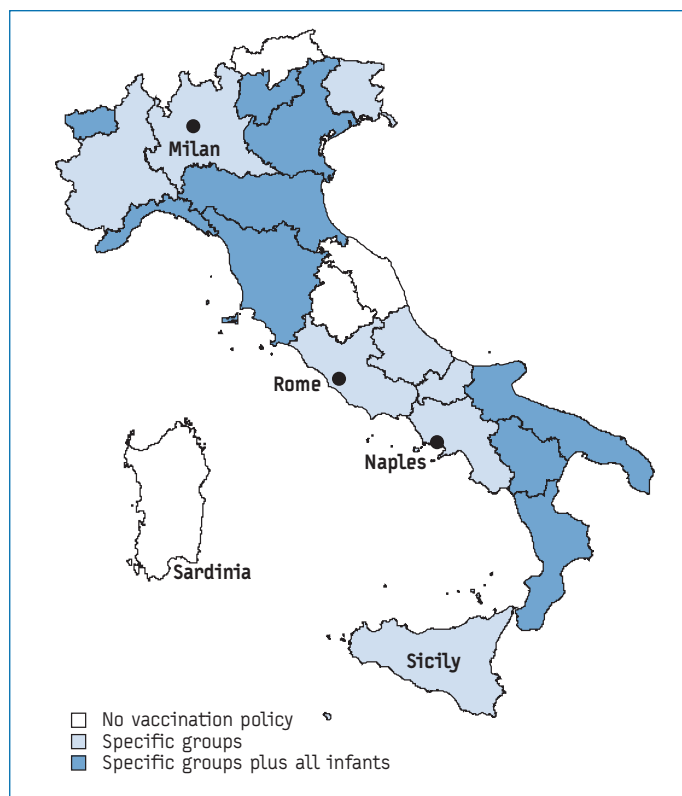 Milan
Rome
Naples
Sardinia
Sicily
No vaccination policy
Specific groups
Specific groups plus all infants